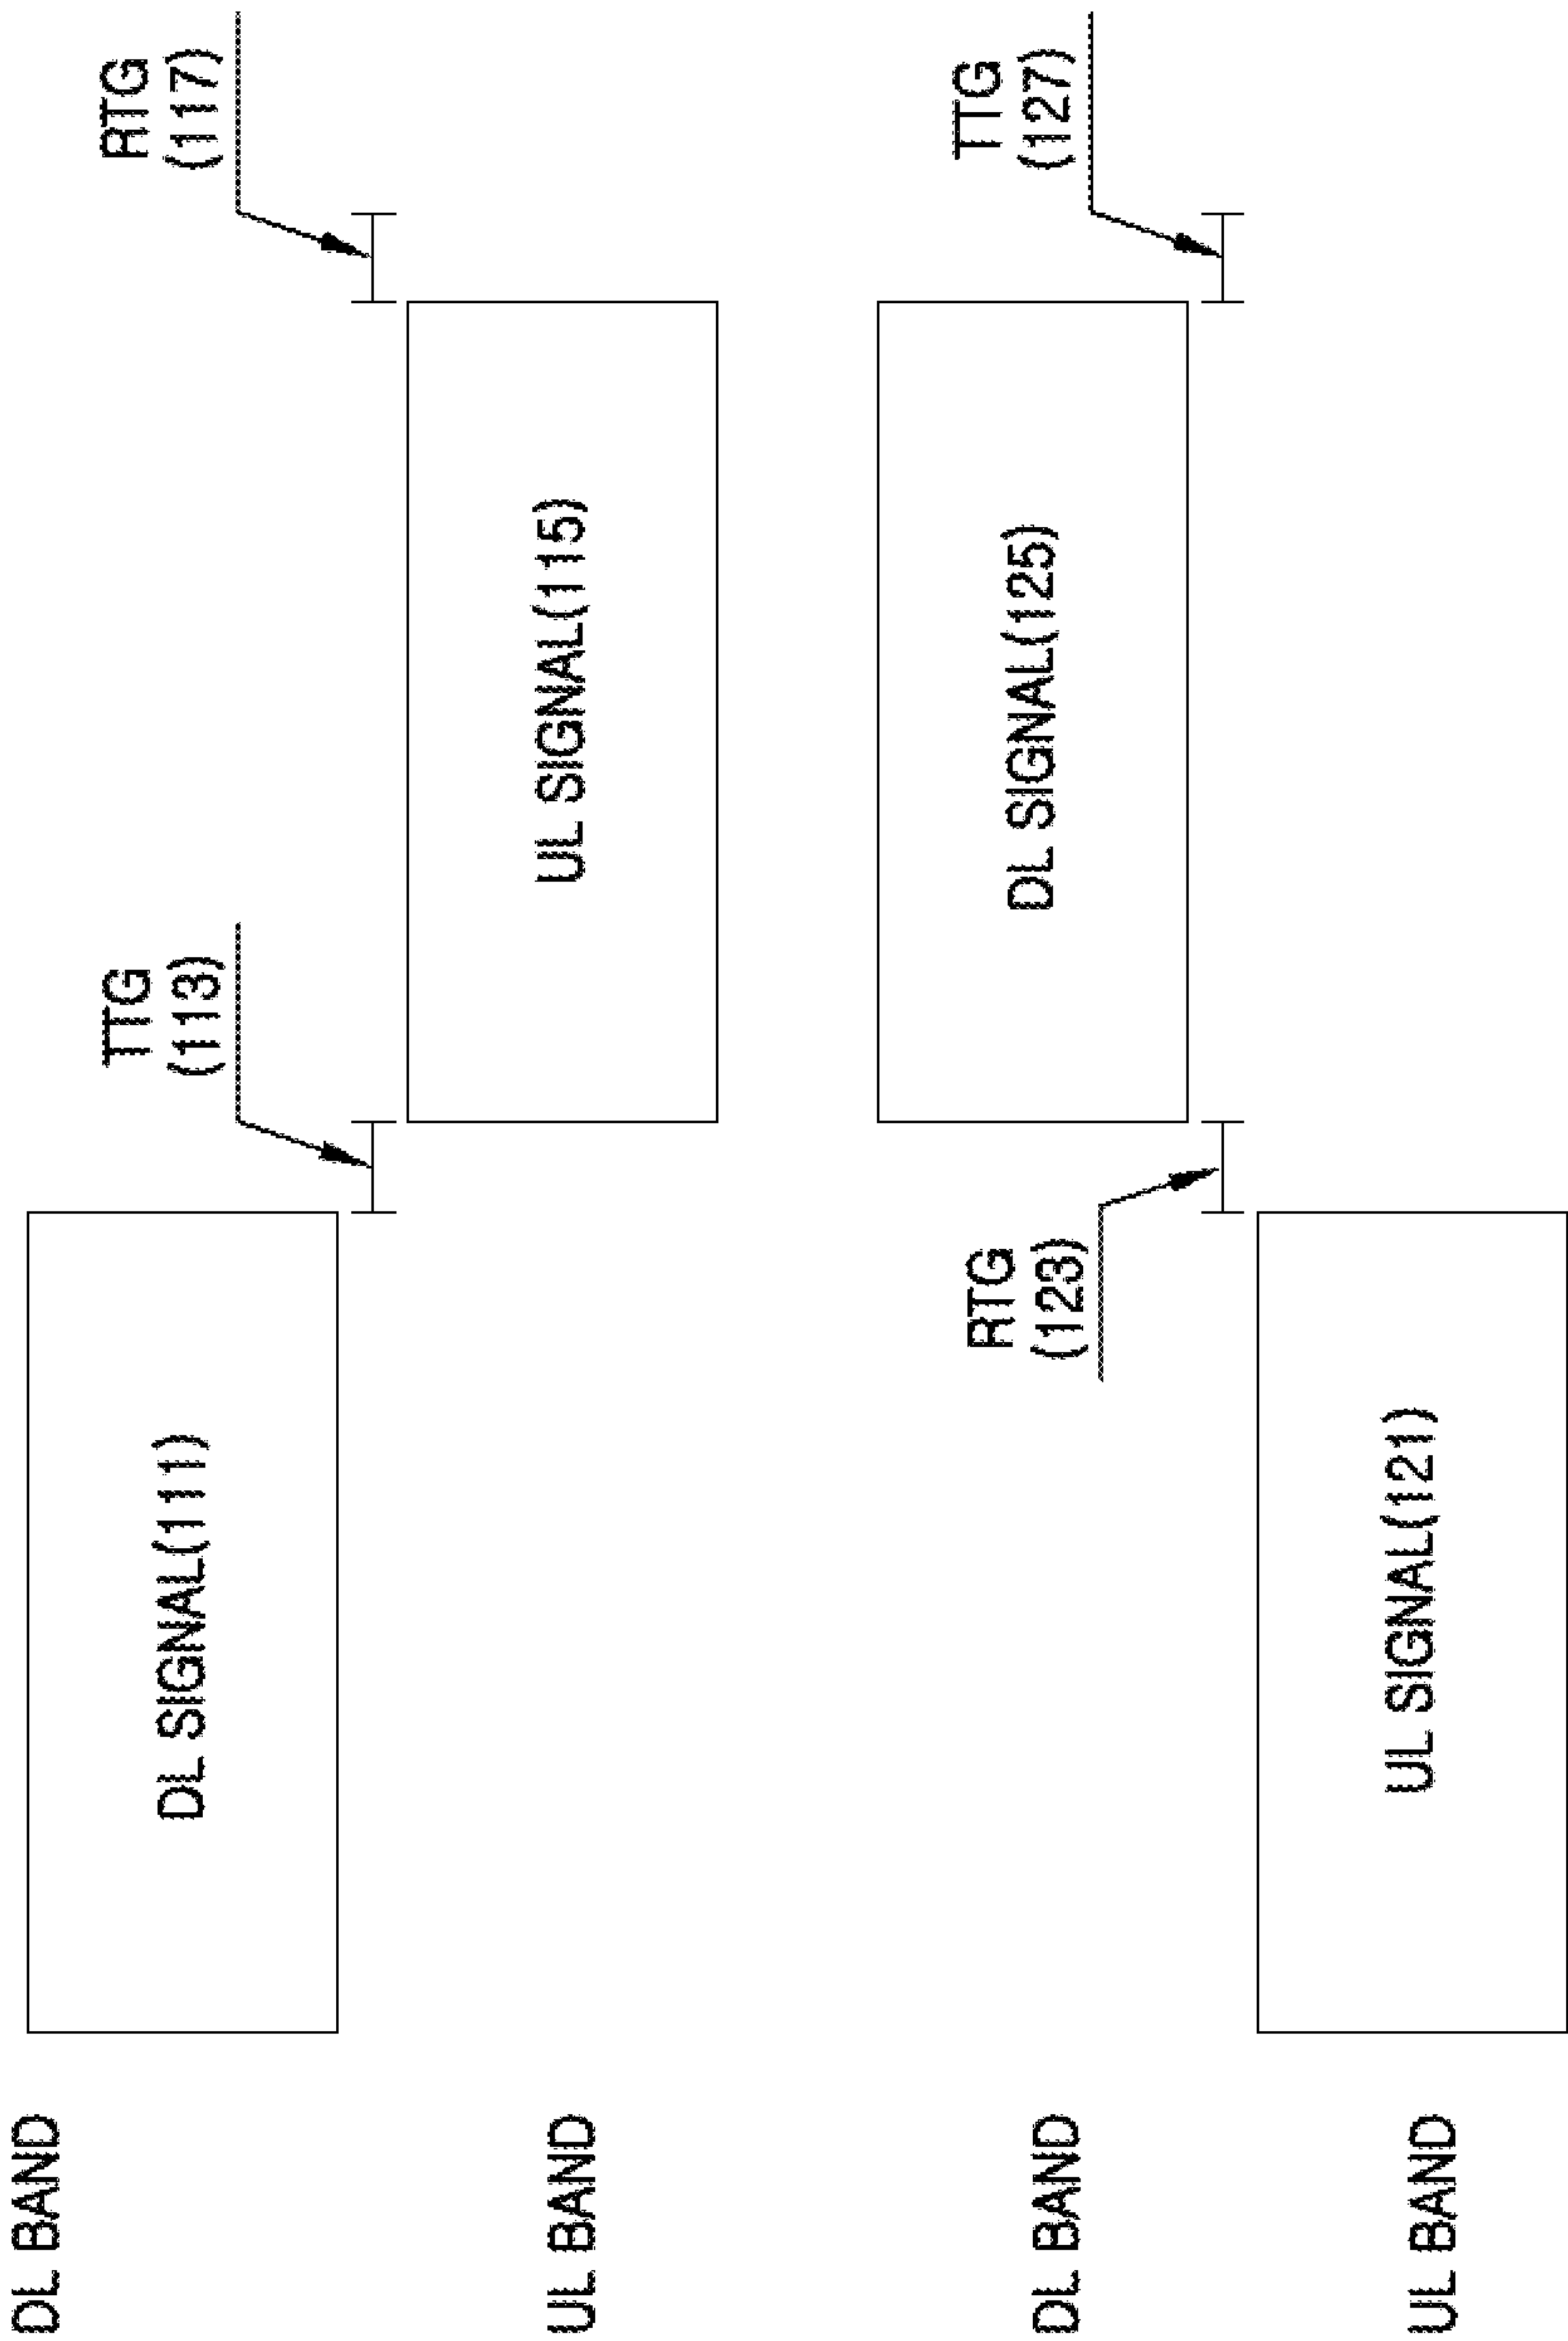 DL BAND
DL SIGNAL(111)
TTG
(113)
RTG
(117)
UL BAND
UL SIGNAL(115)
DL BAND
RTG
(123)
DL SIGNAL(125)
TTG
(127)
UL BAND
UL SIGNAL(121)